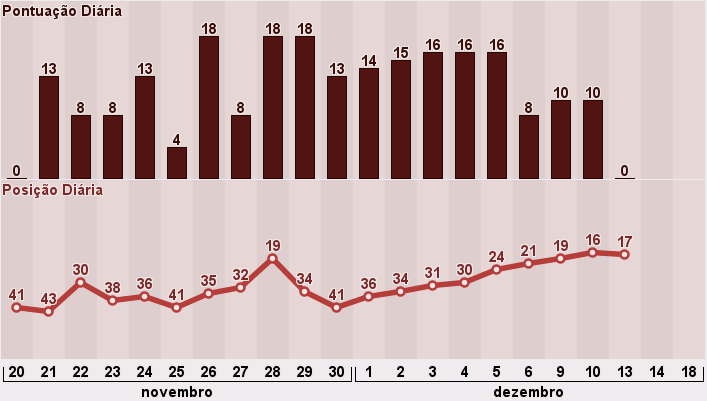 Pontuação Diária
0 13 8 8 13 4 18 8 18 18 13 14 15 16 16 16 8 10 10 0
Posição Diária
41 43 30 38 36 41 35 32 19 34 41 36 34 31 30 24 21 19 16 17
20 21 22 23 24 25 26 27 28 29 30 1 2 3 4 5 6 9 10 13 14 18
novembro dezembro